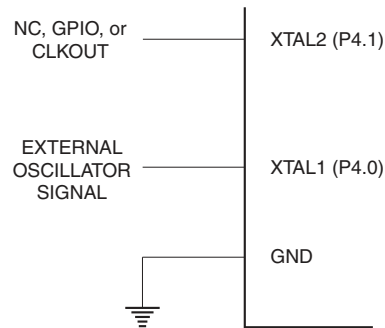 NC, GPIO, or
CLKOUT
XTAL2 (P4.1)
EXTERNAL
OSCILLATOR
SIGNAL
XTAL1 (P4.0)
GND